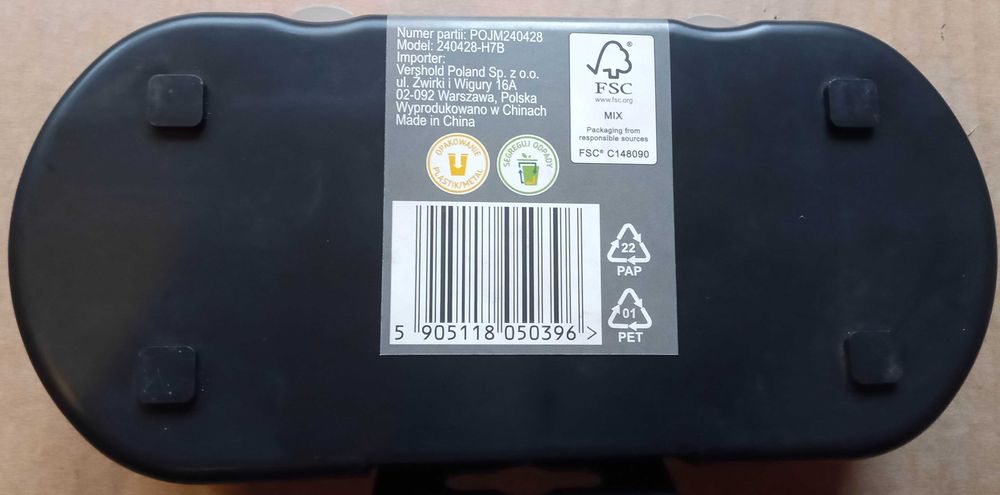 Numer partii: POJM240428
Model: 240428-H7B
Importer:
Vershold Poland Sp. z o.o.
ul. Żwirki i Wigury 16A
02-092 Warszawa, Polska
Wyprodukowano w Chinach
Made in China
FSC
www.fsc.org
MIX
Packaging from
responsible sources
FSC® C148090
OPAKOWANIE
PLASTIK/METAL
SEGREGUJ ODPADY
22
PAP
01
PET
5 905118 050396 >